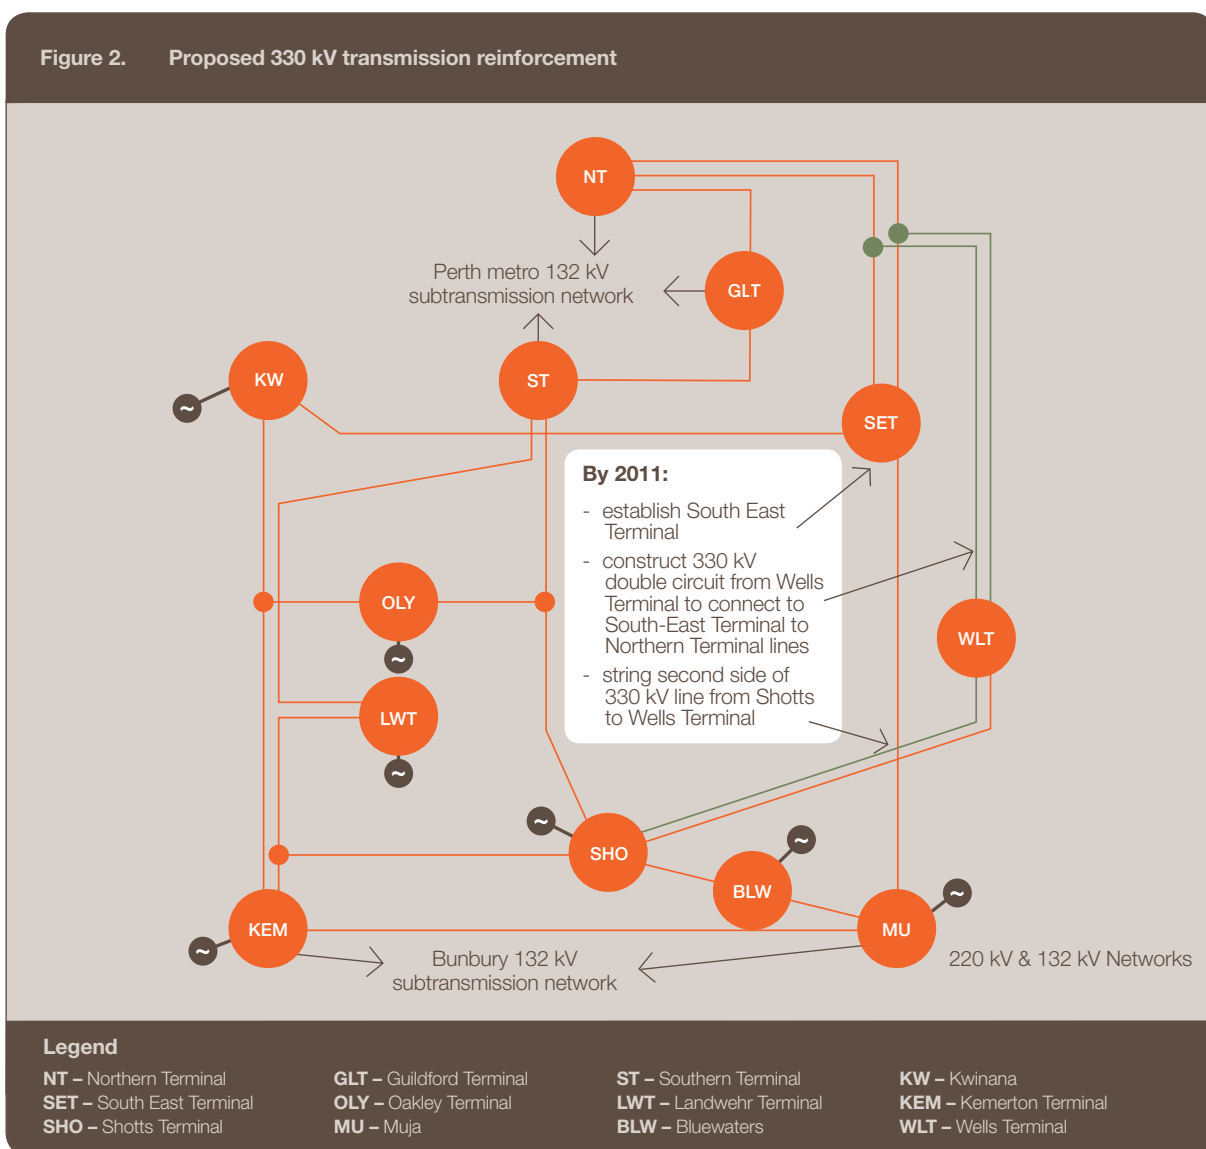 Figure 2. Proposed 330 kV transmission reinforcement
NT
Perth metro 132 kV
subtransmission network
GLT
KW
~
ST
SET
By 2011:
- establish South East
Terminal
- construct 330 kV
double circuit from Wells
Terminal to connect to
South-East Terminal to
Northern Terminal lines
- string second side of
330 kV line from Shotts
to Wells Terminal
OLY
~
WLT
LWT
~
~
SHO
~
BLW
~
KEM
~
MU
Bunbury 132 kV
subtransmission network
220 kV & 132 kV Networks
Legend
NT – Northern Terminal
GLT – Guildford Terminal
ST – Southern Terminal
KW – Kwinana
SET – South East Terminal
OLY – Oakley Terminal
LWT – Landwehr Terminal
KEM – Kemerton Terminal
SHO – Shotts Terminal
MU – Muja
BLW – Bluewaters
WLT – Wells Terminal